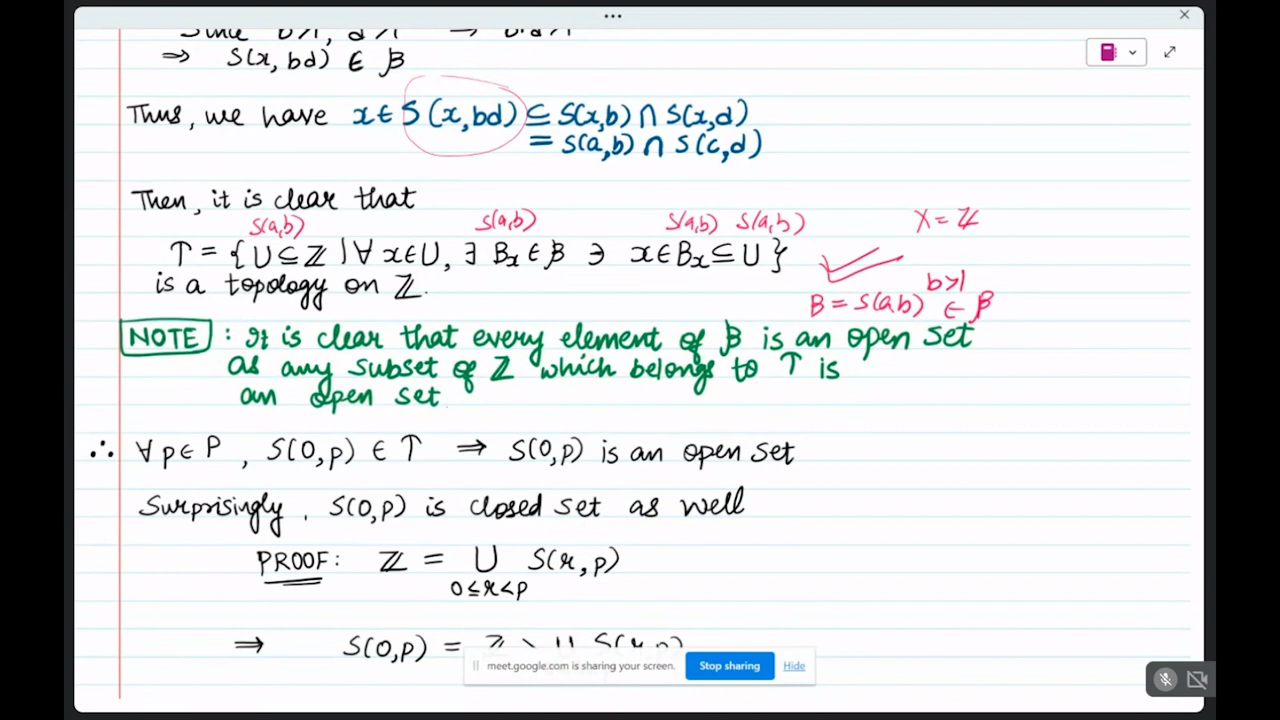 ⇒ S(x, bd) ∈ β
Thus, we have x ∈ S(x, bd) ⊆ S(x,b) ∩ S(x,d)
= S(a,b) ∩ S(c,d)
Then, it is clear that
S(a,b) S(a,b) S(a,b) S(a,b) X = ℤ
T = { U ⊆ ℤ | ∀ x ∈ U, ∃ Bx ∈ β ∋ x ∈ Bx ⊆ U }
is a topology on ℤ.
b>1
B = S(a,b) ∈ β
NOTE : It is clear that every element of β is an open set
as any subset of ℤ which belongs to T is
an open set
∴ ∀ p ∈ P, S(0,p) ∈ T ⇒ S(0,p) is an open set
Surprisingly, S(0,p) is closed set as well
PROOF: ℤ = ∪ S(r,p)
0≤r<p
⇒ S(0,p) = ℤ \ ∪ S(r,p)
meet.google.com is sharing your screen. Stop sharing Hide